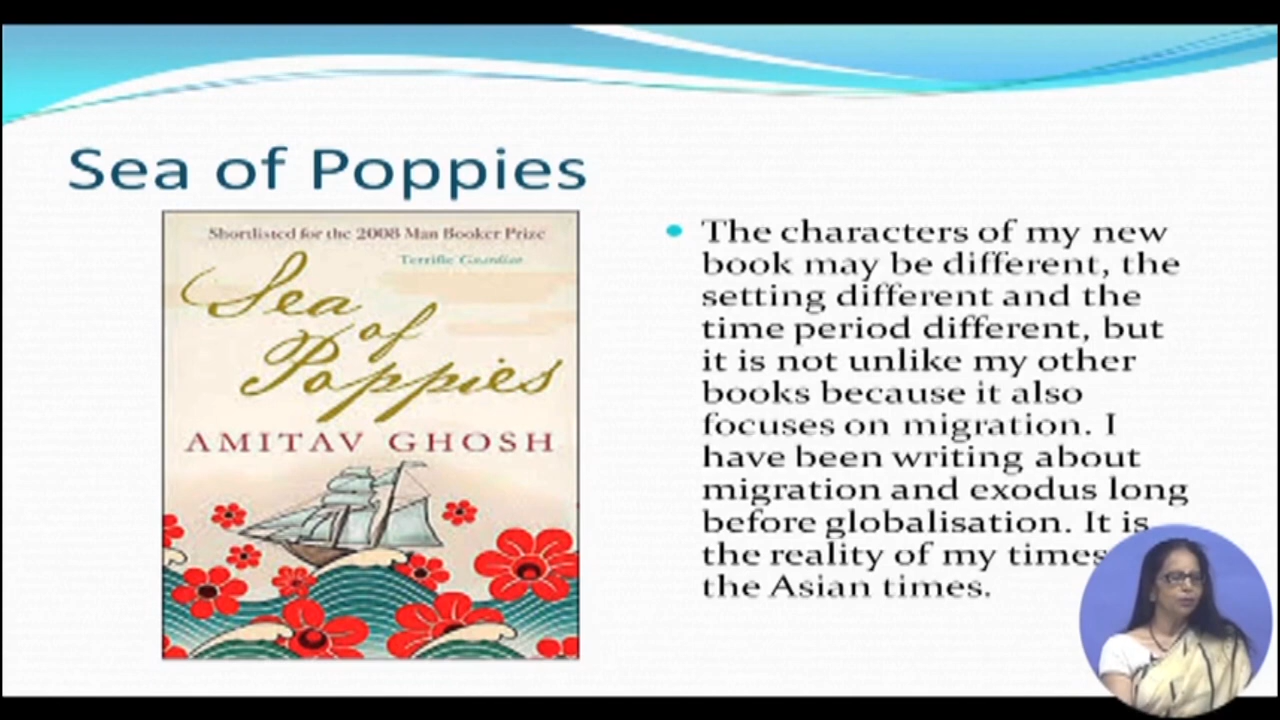 Sea of Poppies
Shortlisted for the 2008 Man Booker Prize
Terrific Guardian
Sea
of
Poppies
AMITAV GHOSH
The characters of my new
book may be different, the
setting different and the
time period different, but
it is not unlike my other
books because it also
focuses on migration. I
have been writing about
migration and exodus long
before globalisation. It is
the reality of my times
the Asian times.